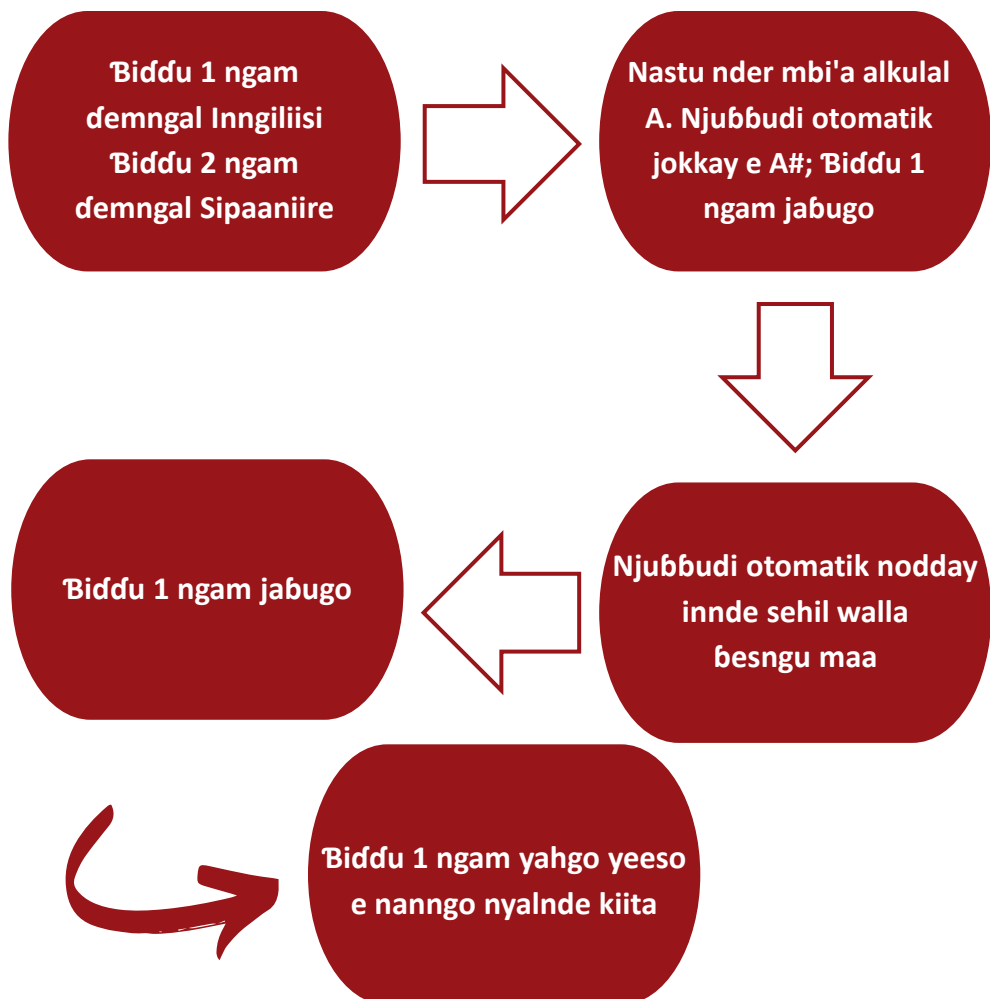 Ɓiɗɗu 1 ngam
ɗemngal Inngiliisi
Ɓiɗɗu 2 ngam
ɗemngal Sipaaniire
Nastu nder mbi'a alkulal
A. Njuɓɓudi otomatik
jokkay e A#; Ɓiɗɗu 1
ngam jaɓugo
Njuɓɓudi otomatik nodday
innde sehil walla
ɓesngu maa
Ɓiɗɗu 1 ngam jaɓugo
Ɓiɗɗu 1 ngam yahgo yeeso
e nanngo nyalnde kiita